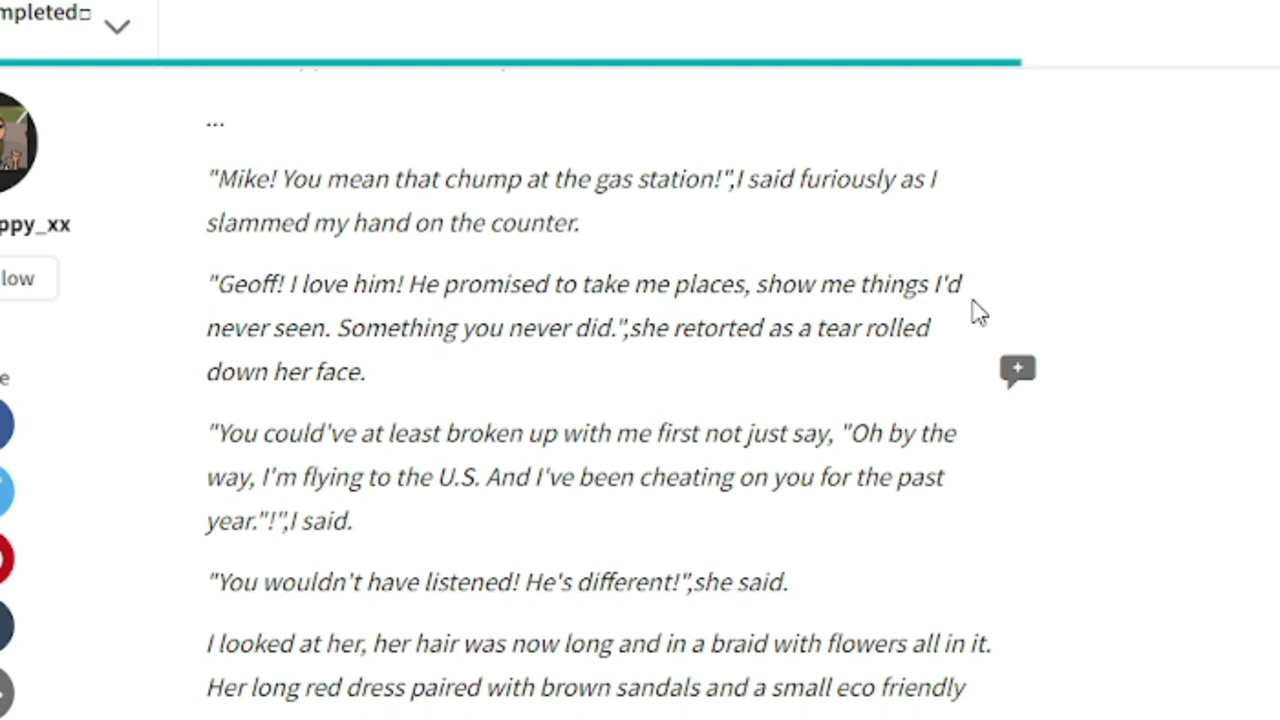 mpleted□
...
"Mike! You mean that chump at the gas station!",I said furiously as I
slammed my hand on the counter.
"Geoff! I love him! He promised to take me places, show me things I'd
never seen. Something you never did.",she retorted as a tear rolled
down her face.
"You could've at least broken up with me first not just say, "Oh by the
way, I'm flying to the U.S. And I've been cheating on you for the past
year."!",I said.
"You wouldn't have listened! He's different!",she said.
I looked at her, her hair was now long and in a braid with flowers all in it.
Her long red dress paired with brown sandals and a small eco friendly
ppy_xx
low
e